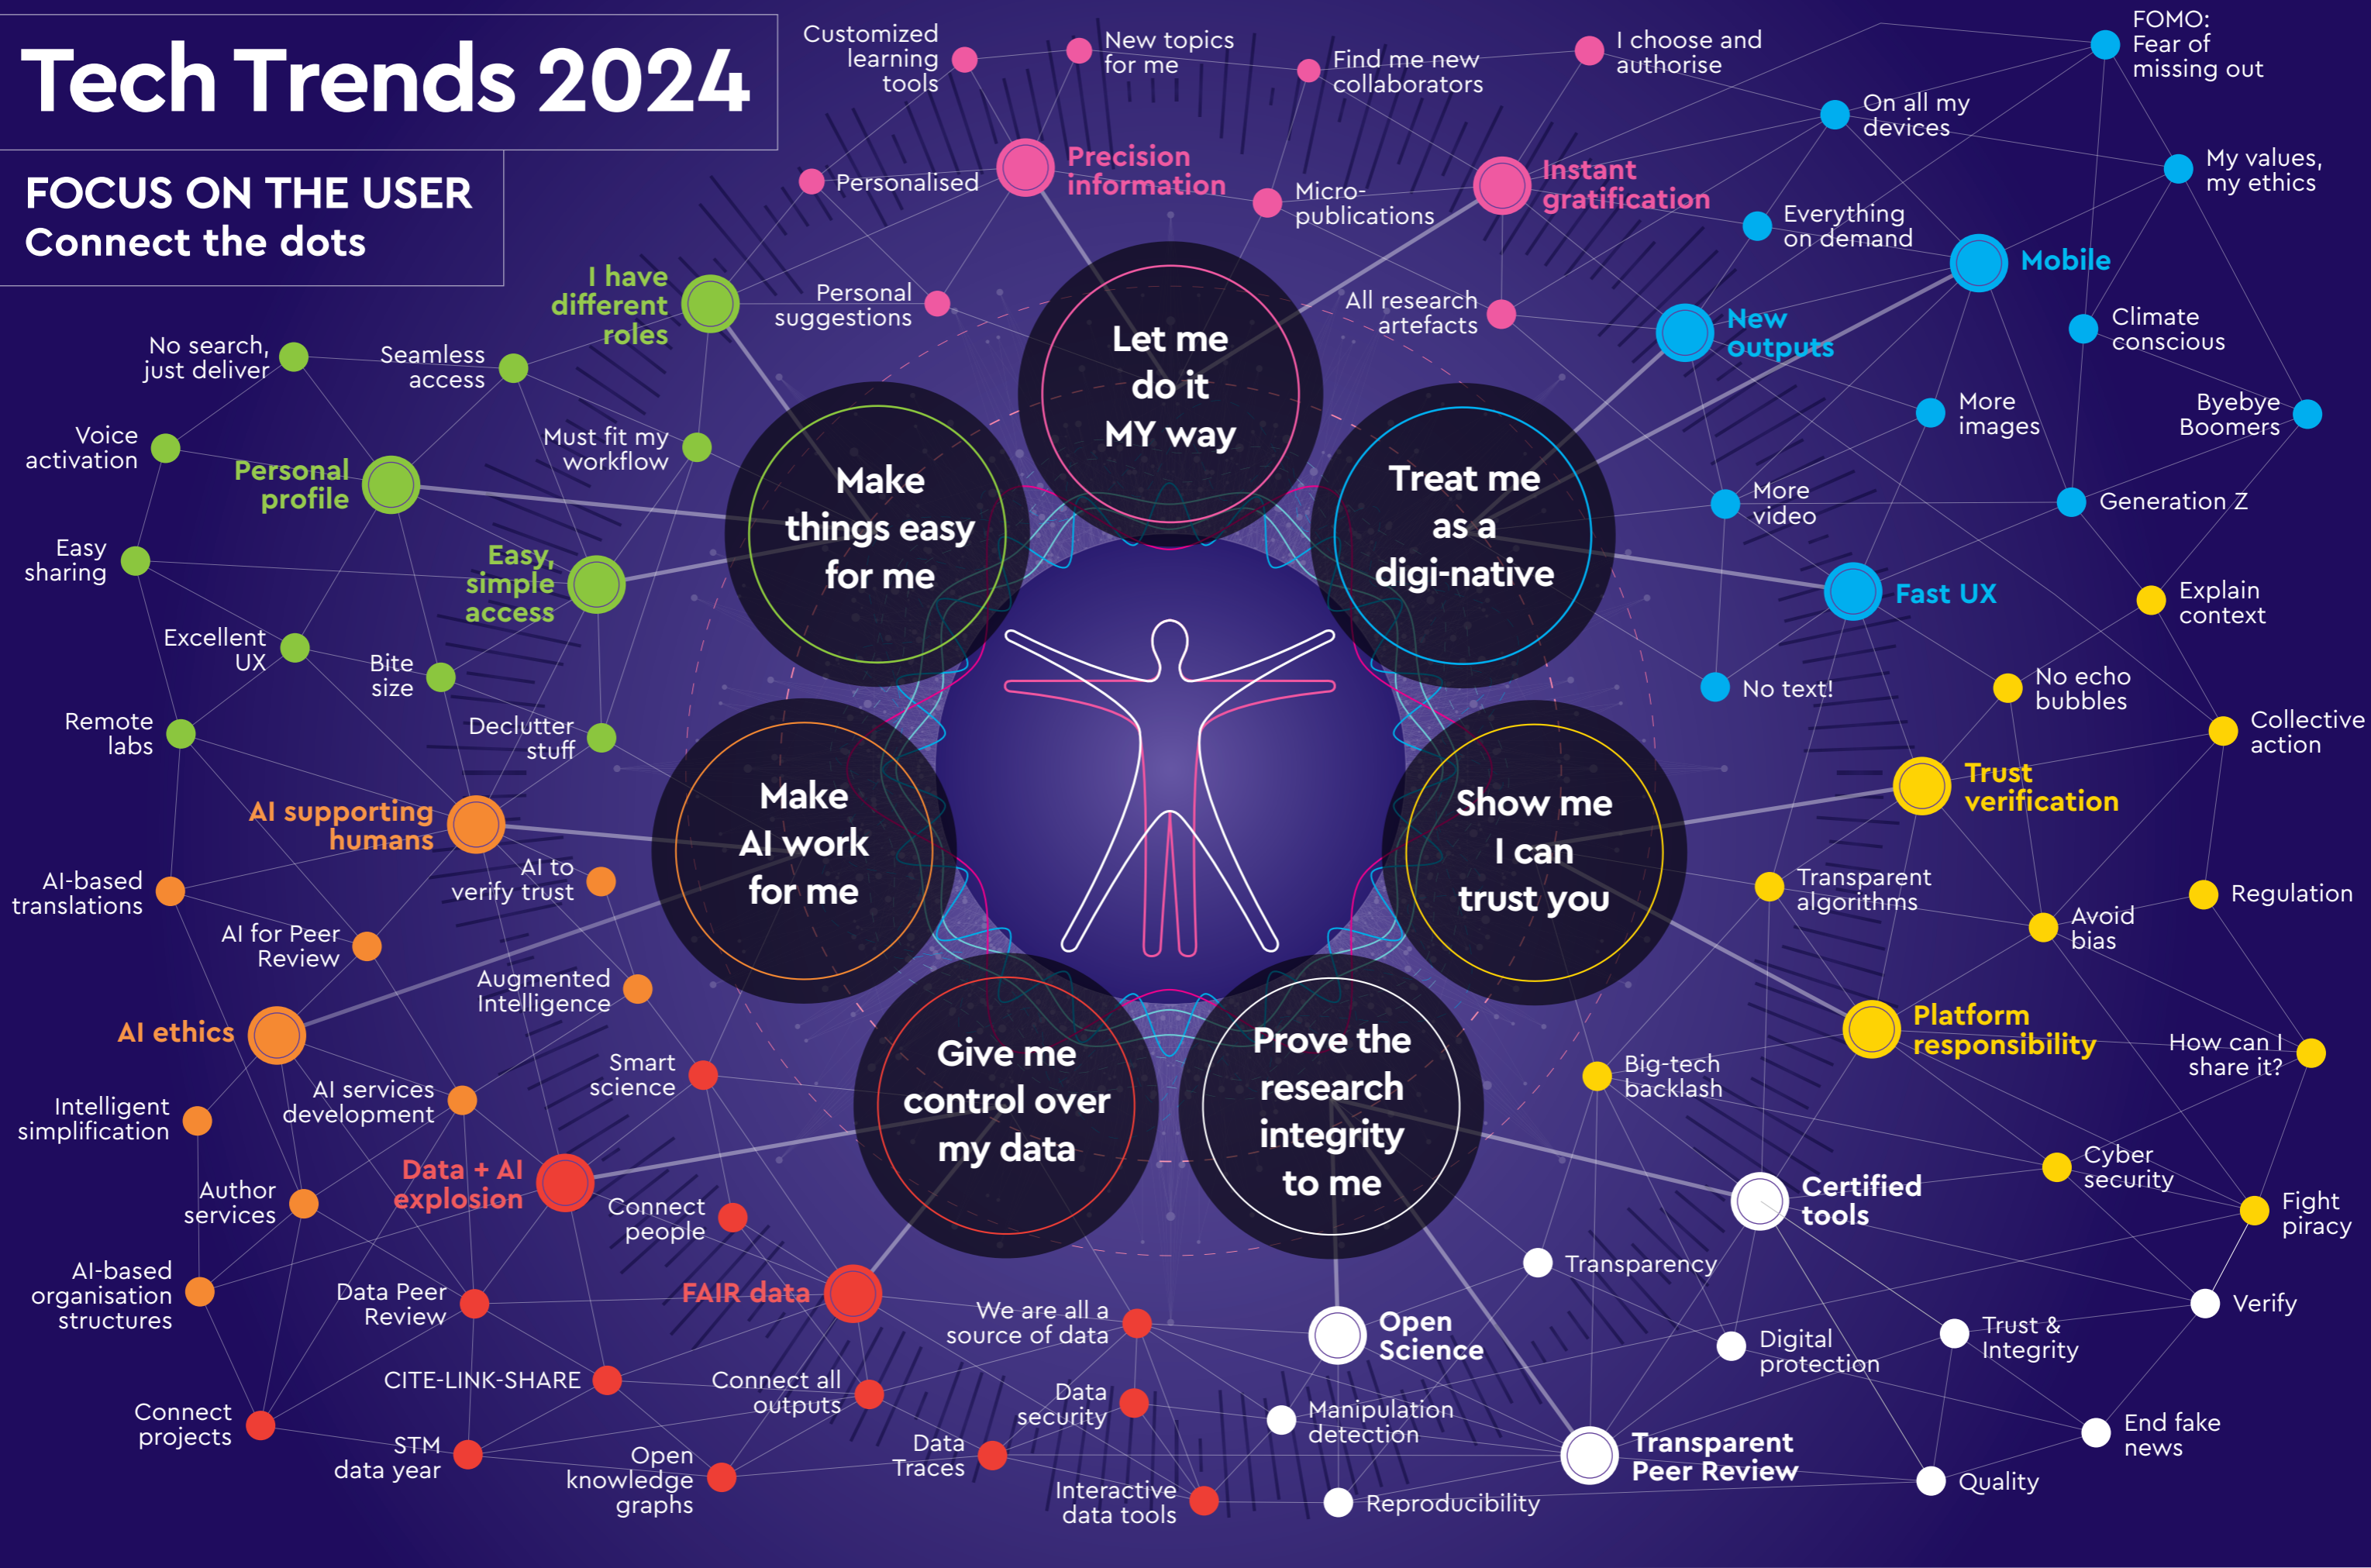 Tech Trends 2024
FOCUS ON THE USER
Connect the dots
Customized
learning
tools
New topics
for me
Find me new
collaborators
I choose and
authorise
Personalised
Precision
information
Micro-
publications
Instant
gratification
Personal
suggestions
All research
artefacts
FOMO:
Fear of
missing out
On all my
devices
My values,
my ethics
Everything
on demand
Mobile
New
outputs
Climate
conscious
More
images
Byebye
Boomers
More
video
Generation Z
Fast UX
No text!
I have
different
roles
No search,
just deliver
Seamless
access
Voice
activation
Must fit my
workflow
Personal
profile
Easy
sharing
Easy,
simple
access
Excellent
UX
Bite
size
Remote
labs
Declutter
stuff
Let me
do it
MY way
Make
things easy
for me
Treat me
as a
digi-native
Make
AI work
for me
Show me
I can
trust you
Give me
control over
my data
Prove the
research
integrity
to me
Explain
context
No echo
bubbles
Collective
action
Trust
verification
Transparent
algorithms
Regulation
Avoid
bias
Platform
responsibility
How can I
share it?
Big-tech
backlash
Cyber
security
Fight
piracy
AI supporting
humans
AI to
verify trust
AI-based
translations
AI for Peer
Review
Augmented
Intelligence
AI ethics
AI services
development
Intelligent
simplification
Author
services
AI-based
organisation
structures
Smart
science
Data + AI
explosion
Connect
people
Data Peer
Review
FAIR data
We are all a
source of data
CITE-LINK-SHARE
Connect all
outputs
Data
security
Connect
projects
STM
data year
Open
knowledge
graphs
Data
Traces
Interactive
data tools
Certified
tools
Transparency
Open
Science
Digital
protection
Trust &
Integrity
Verify
Manipulation
detection
Transparent
Peer Review
End fake
news
Quality
Reproducibility